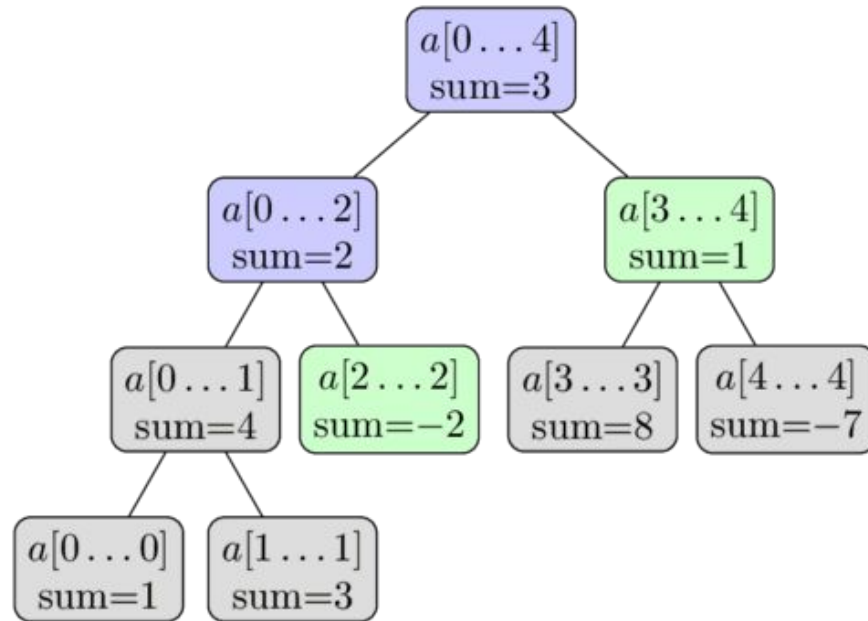 a[0...4]
sum=3
a[0...2]
sum=2
a[3...4]
sum=1
a[0...1]
sum=4
a[2...2]
sum=−2
a[3...3]
sum=8
a[4...4]
sum=−7
a[0...0]
sum=1
a[1...1]
sum=3